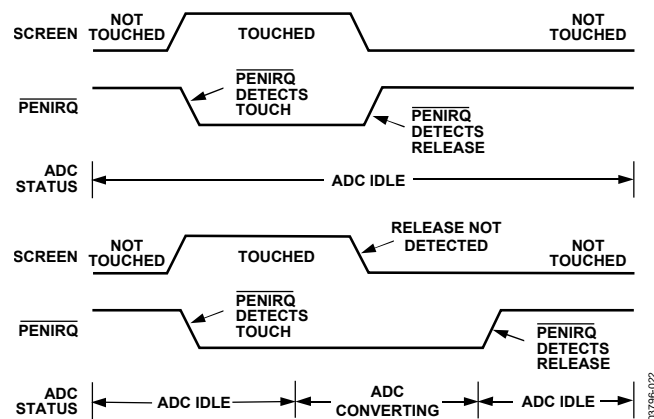 SCREEN
NOT
TOUCHED
TOUCHED
NOT
TOUCHED
PENIRQ
PENIRQ
DETECTS
TOUCH
PENIRQ
DETECTS
RELEASE
ADC
STATUS
ADC IDLE
SCREEN
NOT
TOUCHED
TOUCHED
RELEASE NOT
DETECTED
NOT
TOUCHED
PENIRQ
PENIRQ
DETECTS
TOUCH
PENIRQ
DETECTS
RELEASE
ADC
STATUS
ADC IDLE
ADC
CONVERTING
ADC IDLE
09796-022